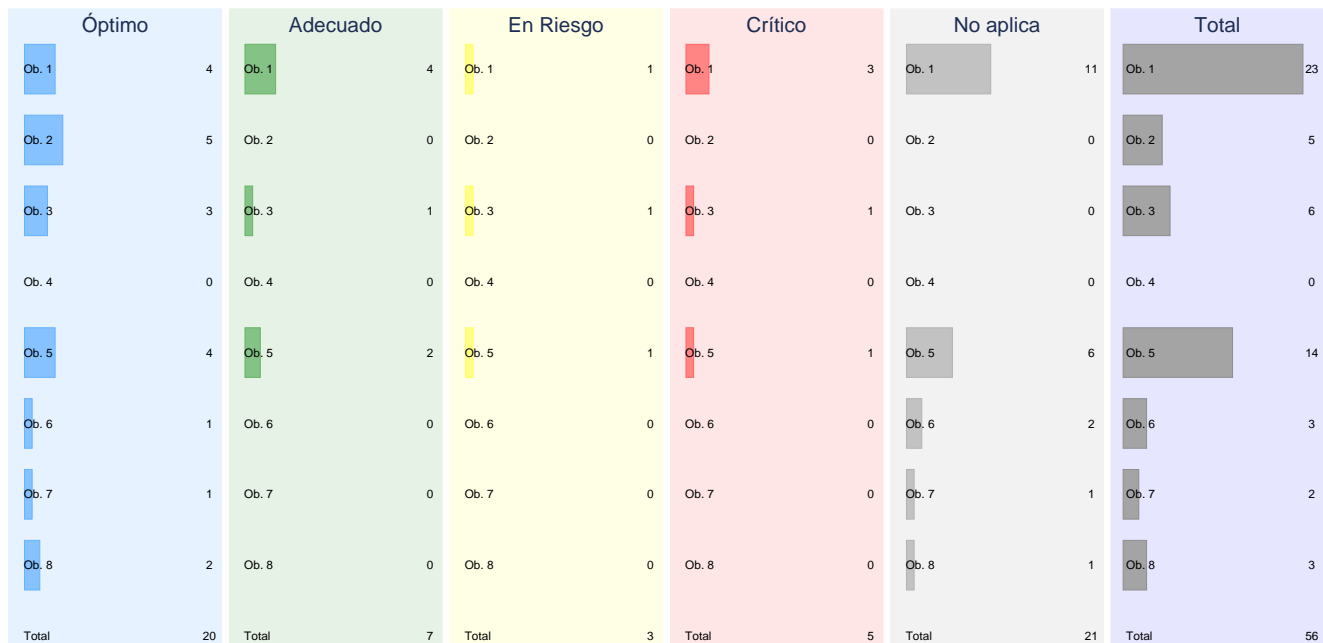 Óptimo Adecuado En Riesgo Crítico No aplica Total
Ob. 1 4 Ob. 1 4 Ob. 1 1 Ob. 1 3 Ob. 1 11 Ob. 1 23
Ob. 2 5 Ob. 2 0 Ob. 2 0 Ob. 2 0 Ob. 2 0 Ob. 2 5
Ob. 3 3 Ob. 3 1 Ob. 3 1 Ob. 3 1 Ob. 3 0 Ob. 3 6
Ob. 4 0 Ob. 4 0 Ob. 4 0 Ob. 4 0 Ob. 4 0 Ob. 4 0
Ob. 5 4 Ob. 5 2 Ob. 5 1 Ob. 5 1 Ob. 5 6 Ob. 5 14
Ob. 6 1 Ob. 6 0 Ob. 6 0 Ob. 6 0 Ob. 6 2 Ob. 6 3
Ob. 7 1 Ob. 7 0 Ob. 7 0 Ob. 7 0 Ob. 7 1 Ob. 7 2
Ob. 8 2 Ob. 8 0 Ob. 8 0 Ob. 8 0 Ob. 8 1 Ob. 8 3
Total 20 Total 7 Total 3 Total 5 Total 21 Total 56